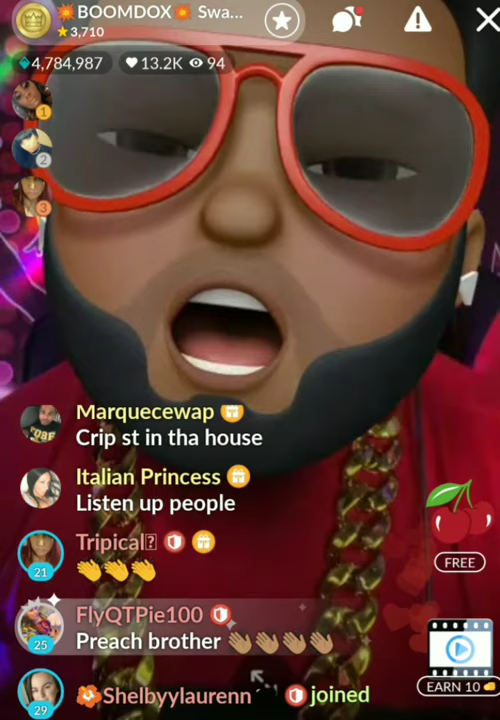 💥BOOMDOX💥 Swa...
★3,710
4,784,987 ♥13.2K 94
1
2
3
Marquecewap
Crip st in tha house
Italian Princess
Listen up people
Tripical
21
👏👏👏
FREE
FlyQTPie100
25
Preach brother 👏🏽👏🏽👏🏽👏🏽
EARN 10
29
Shelbyylaurenn joined